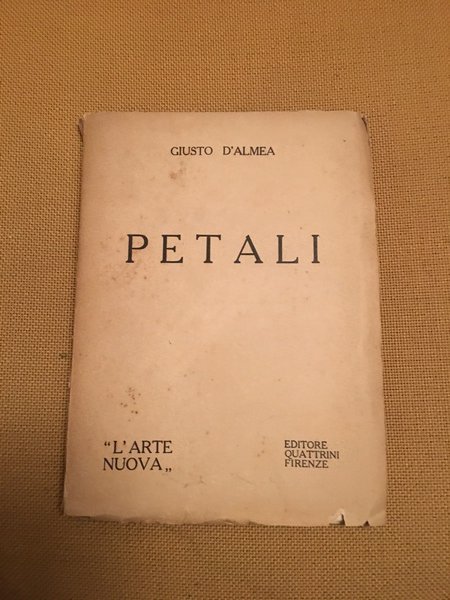 GIUSTO D'ALMEA
PETALI
"L'ARTE
NUOVA„
EDITORE
QUATTRINI
FIRENZE